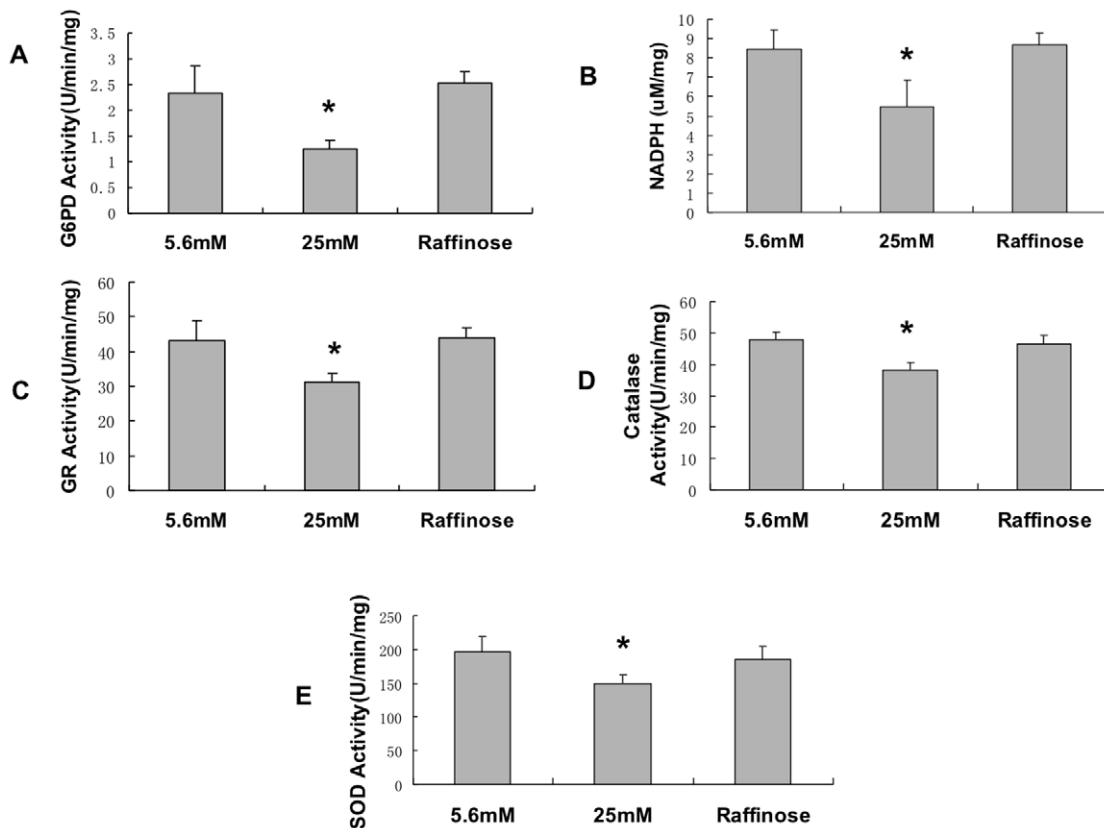 A
G6PD Activity(U/min/mg)
3.5
3
2.5
2
1.5
1
0.5
0
*
5.6mM 25mM Raffinose
B
NADPH (uM/mg)
10
9
8
7
6
5
4
3
2
1
0
*
5.6mM 25mM Raffinose
C
GR Activity(U/min/mg)
60
50
40
30
20
10
0
*
5.6mM 25mM Raffinose
D
Catalase
Activity(U/min/mg)
60
50
40
30
20
10
0
*
5.6mM 25mM Raffinose
E
SOD Activity(U/min/mg)
250
200
150
100
50
0
*
5.6mM 25mM Raffinose